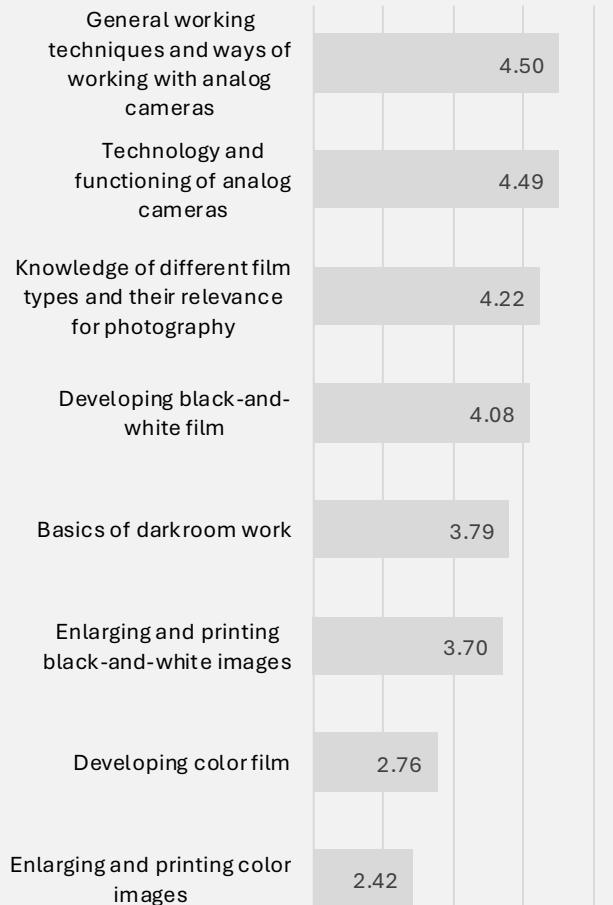 General working
techniques and ways of
working with analog
cameras
4.50
Technology and
functioning of analog
cameras
4.49
Knowledge of different film
types and their relevance
for photography
4.22
Developing black-and-
white film
4.08
Basics of darkroom work
3.79
Enlarging and printing
black-and-white images
3.70
Developing color film
2.76
Enlarging and printing color
images
2.42